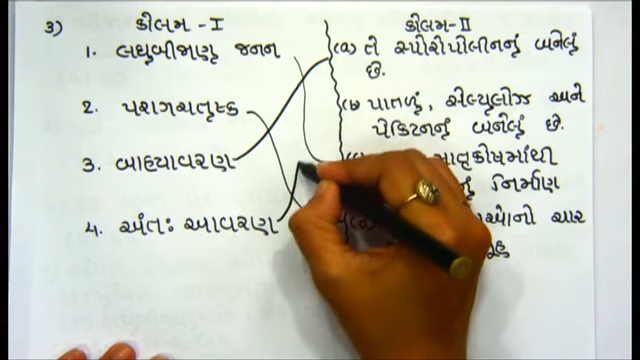 3) કોલમ - I કોલમ - II
1. લઘુબીજાણુ જનન (a) તે સ્પોરોપોલીનનું બનેલું
છે.
2. પરાગચતુષ્ક (b) પાતળું, સેલ્યુલોઝ અને
પેક્ટિનનું બનેલું છે.
3. બાહ્યાવરણ માતૃકોષમાંથી
નું નિર્માણ
4. અંતઃ આવરણ ઓનો ચાર